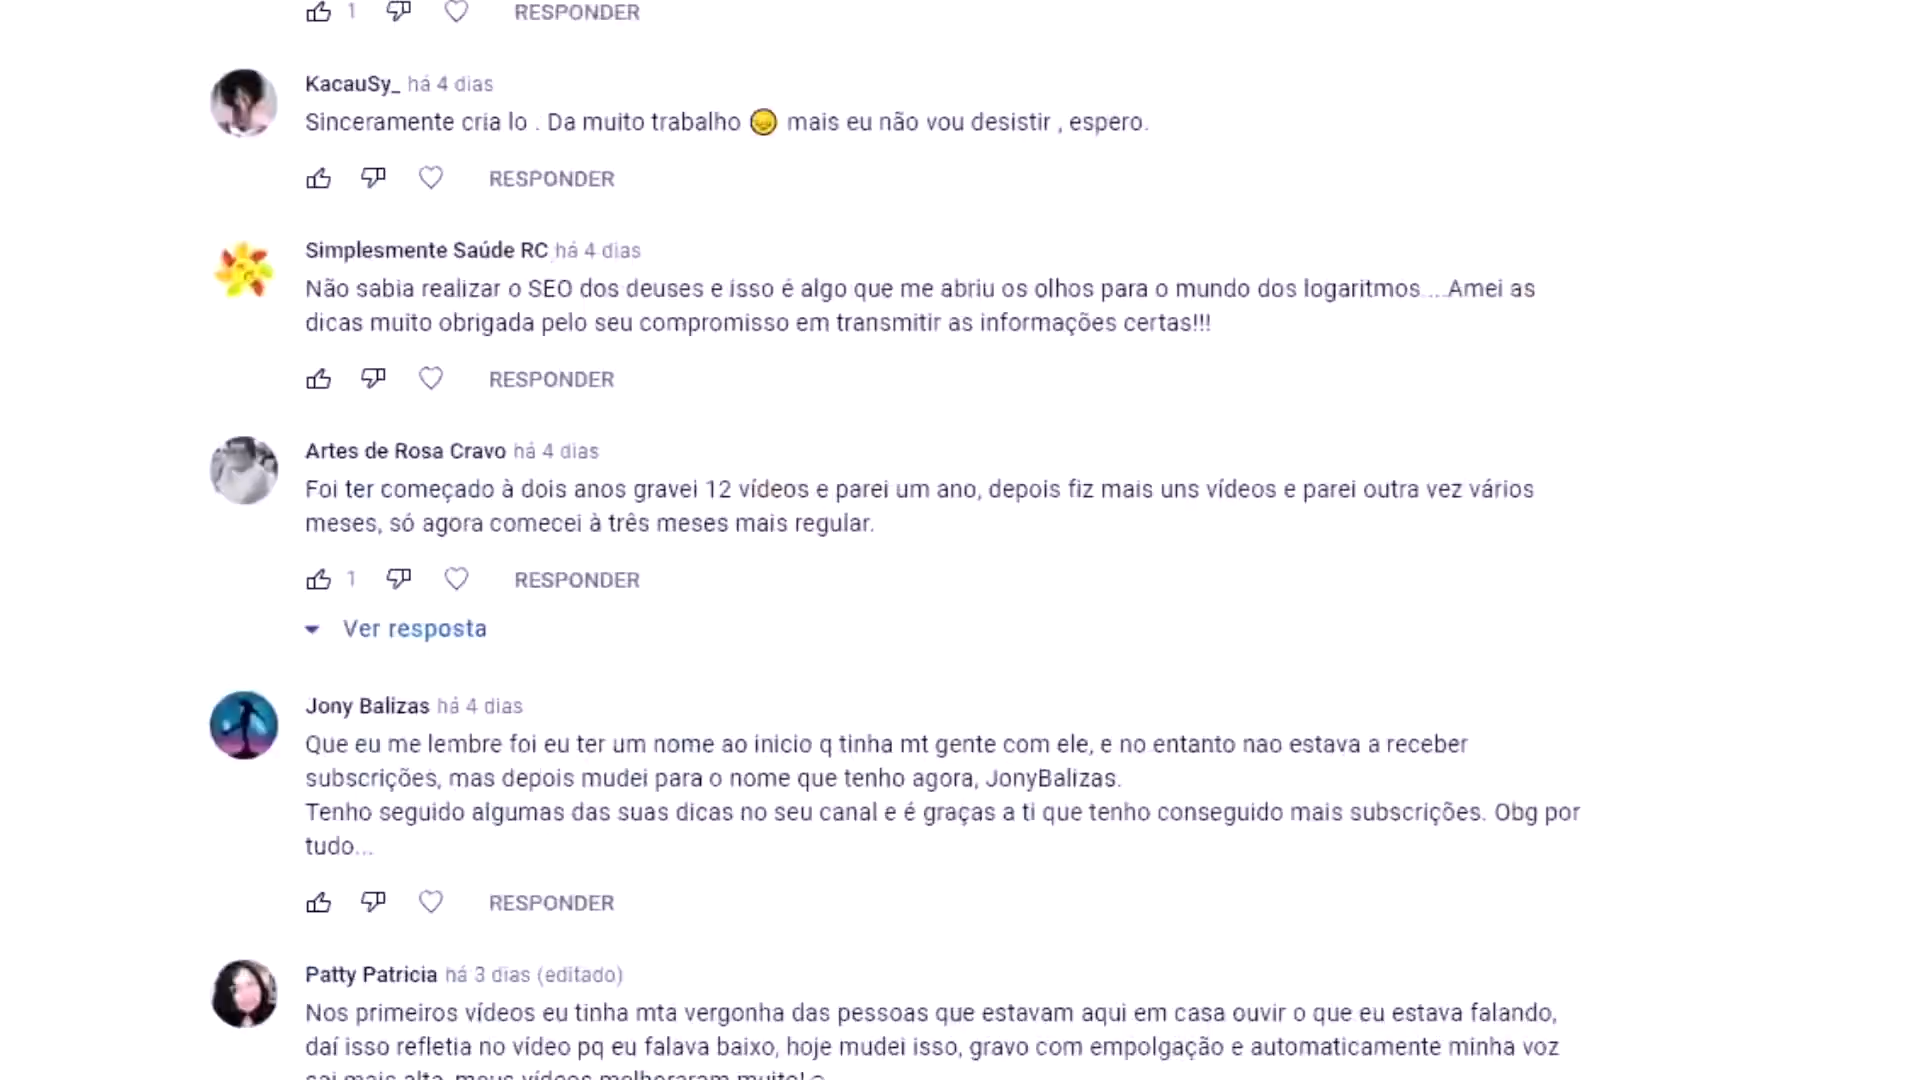 1 RESPONDER
KacauSy_ há 4 dias
Sinceramente cria lo . Da muito trabalho 😔 mais eu não vou desistir , espero.
RESPONDER
Simplesmente Saúde RC há 4 dias
Não sabia realizar o SEO dos deuses e isso é algo que me abriu os olhos para o mundo dos logaritmos....Amei as
dicas muito obrigada pelo seu compromisso em transmitir as informações certas!!!
RESPONDER
Artes de Rosa Cravo há 4 dias
Foi ter começado à dois anos gravei 12 vídeos e parei um ano, depois fiz mais uns vídeos e parei outra vez vários
meses, só agora comecei à três meses mais regular.
1 RESPONDER
Ver resposta
Jony Balizas há 4 dias
Que eu me lembre foi eu ter um nome ao inicio q tinha mt gente com ele, e no entanto nao estava a receber
subscrições, mas depois mudei para o nome que tenho agora, JonyBalizas.
Tenho seguido algumas das suas dicas no seu canal e é graças a ti que tenho conseguido mais subscrições. Obg por
tudo...
RESPONDER
Patty Patricia há 3 dias (editado)
Nos primeiros vídeos eu tinha mta vergonha das pessoas que estavam aqui em casa ouvir o que eu estava falando,
daí isso refletia no vídeo pq eu falava baixo, hoje mudei isso, gravo com empolgação e automaticamente minha voz
sai mais alta, meus vídeos melhoraram muito!